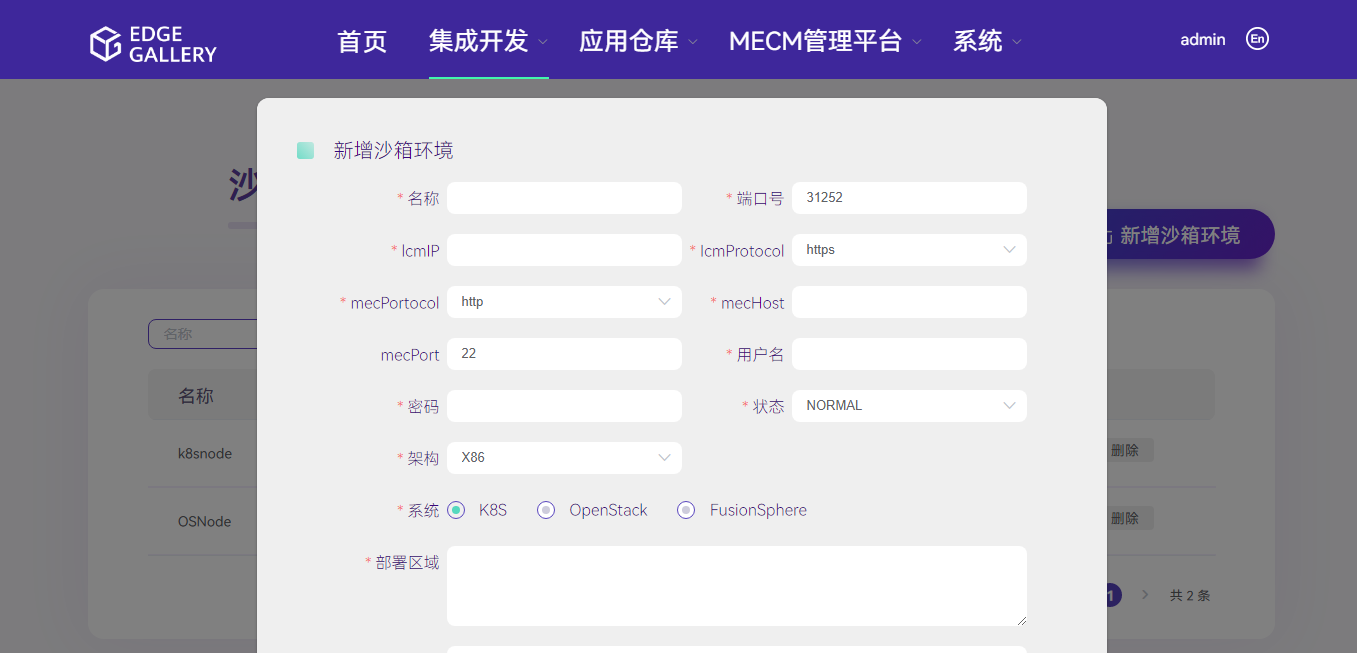 EDGE GALLERY 首页 集成开发 应用仓库 MECM管理平台 系统 admin En
沙
新增沙箱环境
新增沙箱环境
* 名称 * 端口号 31252
* lcmIP * lcmProtocol https
* mecPortocol http * mecHost
mecPort 22 * 用户名
* 密码 * 状态 NORMAL
* 架构 X86
* 系统 K8S OpenStack FusionSphere
* 部署区域
名称
名称
k8snode 删除
OSNode 删除
1 共 2 条